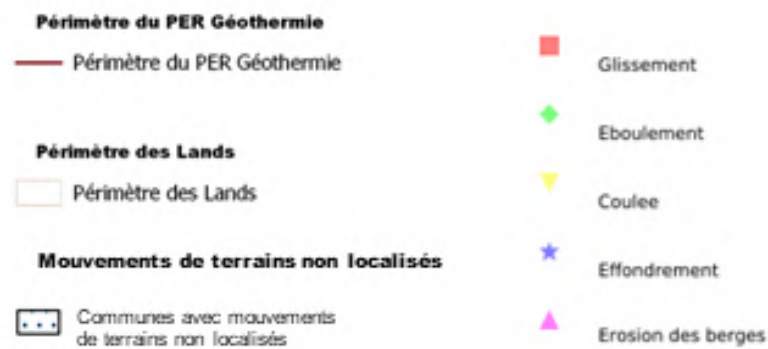 Périmètre du PER Géothermie
Périmètre du PER Géothermie
Périmètre des Lands
Périmètre des Lands
Mouvements de terrains non localisés
Communes avec mouvements
de terrains non localisés
Glissement
Eboulement
Coulee
Effondrement
Erosion des berges